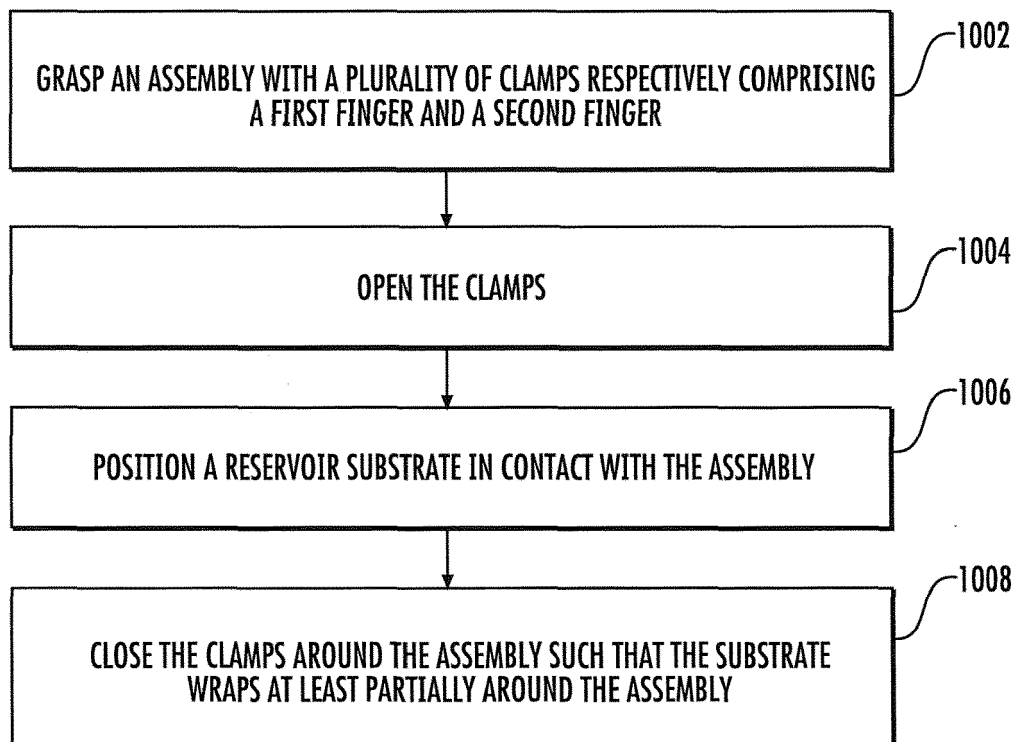 1002
GRASP AN ASSEMBLY WITH A PLURALITY OF CLAMPS RESPECTIVELY COMPRISING
A FIRST FINGER AND A SECOND FINGER
1004
OPEN THE CLAMPS
1006
POSITION A RESERVOIR SUBSTRATE IN CONTACT WITH THE ASSEMBLY
1008
CLOSE THE CLAMPS AROUND THE ASSEMBLY SUCH THAT THE SUBSTRATE
WRAPS AT LEAST PARTIALLY AROUND THE ASSEMBLY